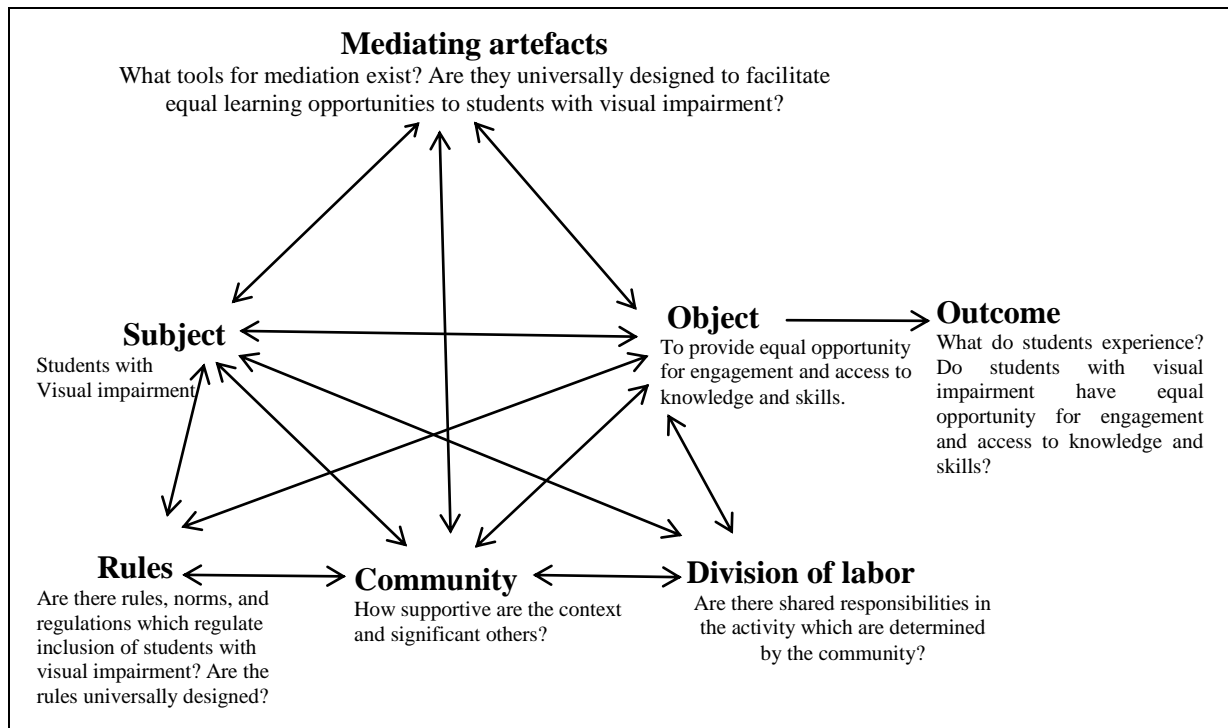 Mediating artefacts
What tools for mediation exist? Are they universally designed to facilitate
equal learning opportunities to students with visual impairment?
Subject
Students with
Visual impairment
Object
To provide equal opportunity
for engagement and access to
knowledge and skills.
Outcome
What do students experience?
Do students with visual
impairment have equal
opportunity for engagement
and access to knowledge and
skills?
Rules
Are there rules, norms, and
regulations which regulate
inclusion of students with
visual impairment? Are the
rules universally designed?
Community
How supportive are the context
and significant others?
Division of labor
Are there shared responsibilities in
the activity which are determined
by the community?